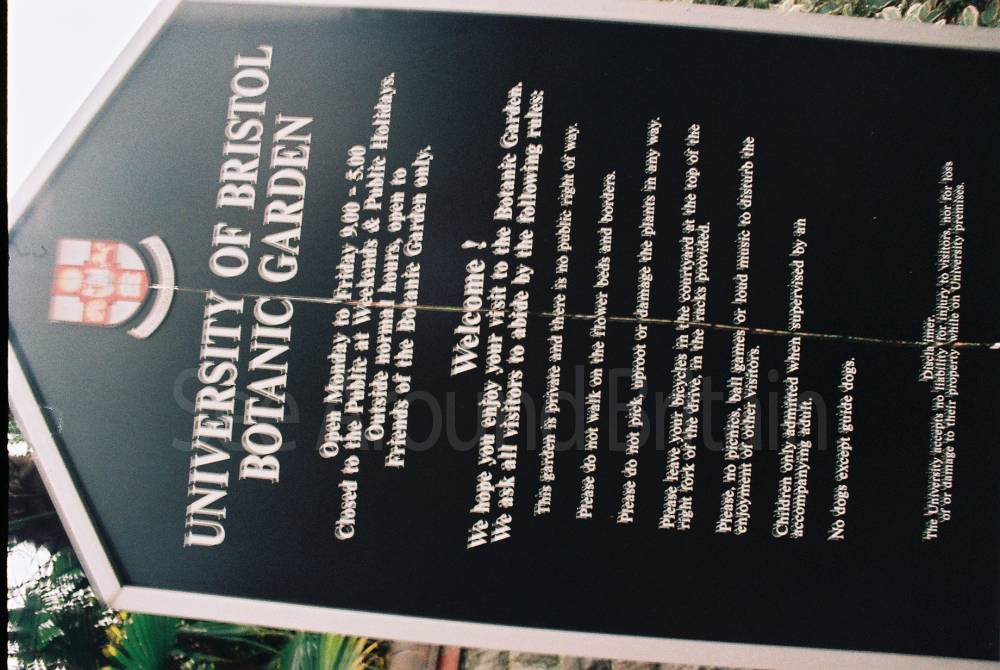 UNIVERSITY OF BRISTOL
BOTANIC GARDEN
Open Monday to Friday 9.00 - 5.00
Closed to the Public at Weekends & Public Holidays.
Outside normal hours, open to
Friends of the Botanic Garden only.
Welcome !
We hope you enjoy your visit to the Botanic Garden.
We ask all visitors to abide by the following rules:
This garden is private and there is no public right of way.
Please do not walk on the flower beds and borders.
Please do not pick, uproot or damage the plants in any way.
Please leave your bicycles in the courtyard at the top of the
right fork of the drive, in the racks provided.
Please, no picnics, ball games or loud music to disturb the
enjoyment of other visitors.
Children only admitted when supervised by an
accompanying adult.
No dogs except guide dogs.
Disclaimer.
The University accepts no liability for injury to visitors, nor for loss
of or damage to their property while on University premises.
See Around Britain